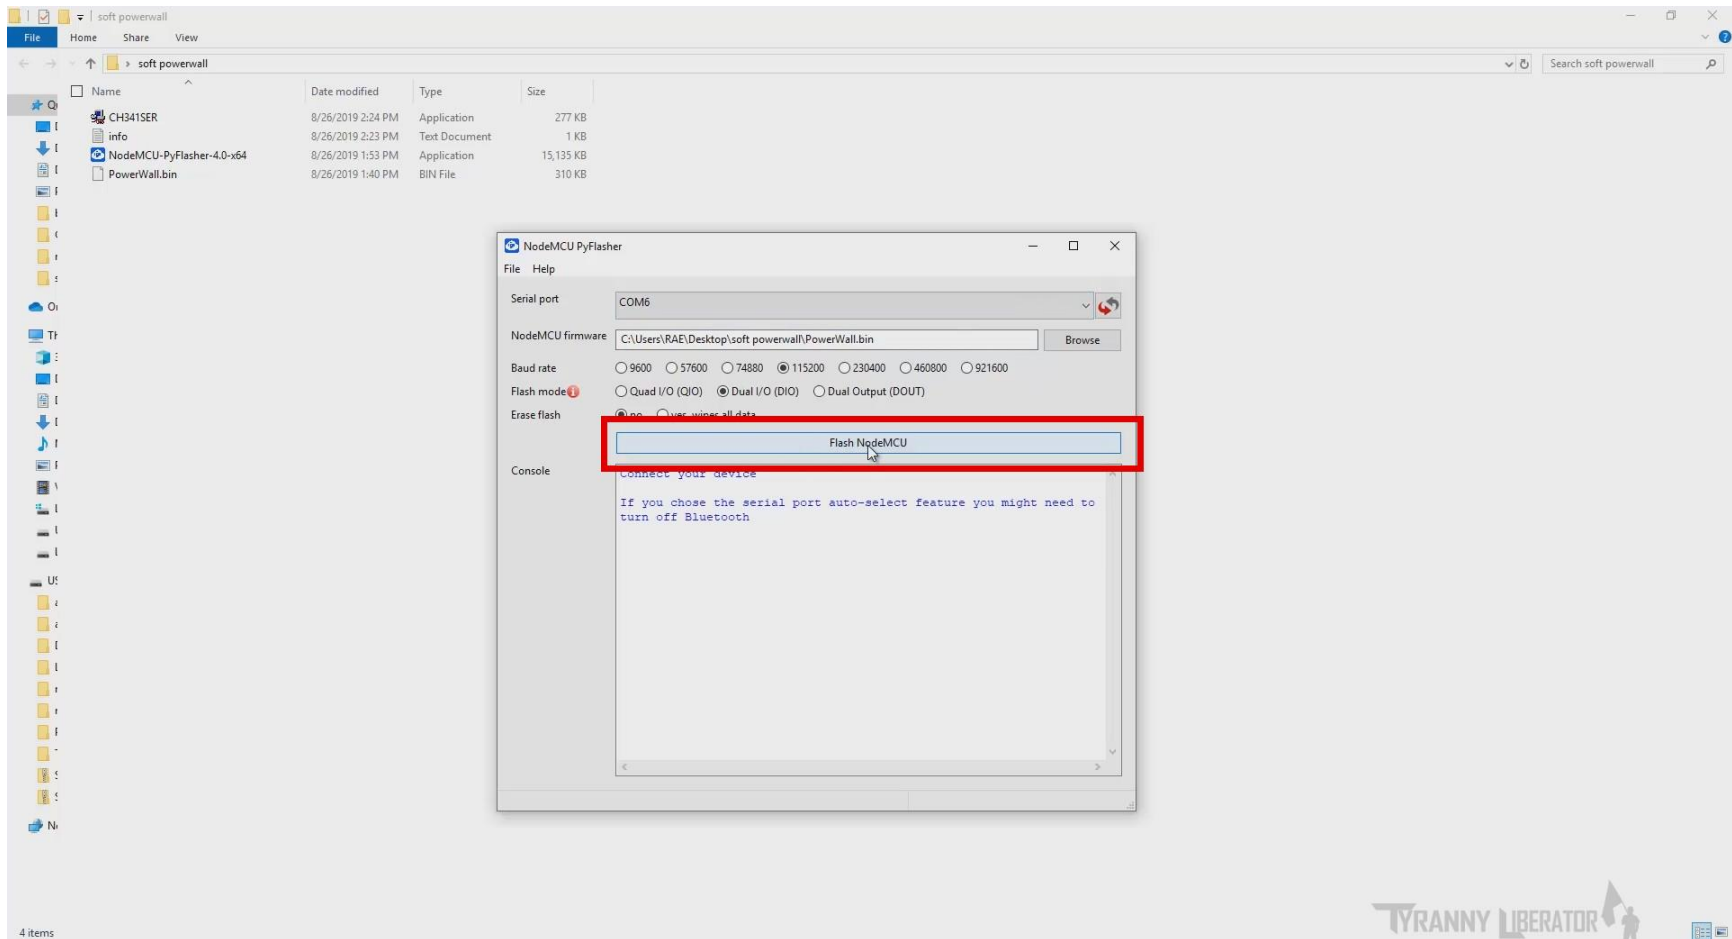 soft powerwall
File Home Share View
soft powerwall
Search soft powerwall
Name Date modified Type Size
CH341SER 8/26/2019 2:24 PM Application 277 KB
info 8/26/2019 2:23 PM Text Document 1 KB
NodeMCU-PyFlasher-4.0-x64 8/26/2019 1:53 PM Application 15,135 KB
PowerWall.bin 8/26/2019 1:40 PM BIN File 310 KB
NodeMCU PyFlasher
File Help
Serial port COM6
NodeMCU firmware C:\Users\RAE\Desktop\soft powerwall\PowerWall.bin Browse
Baud rate 9600 57600 74880 115200 230400 460800 921600
Flash mode Quad I/O (QIO) Dual I/O (DIO) Dual Output (DOUT)
Erase flash no yes, wipes all data
Flash NodeMCU
Console
Connect your device
If you chose the serial port auto-select feature you might need to
turn off Bluetooth
TYRANNY LIBERATOR
4 items